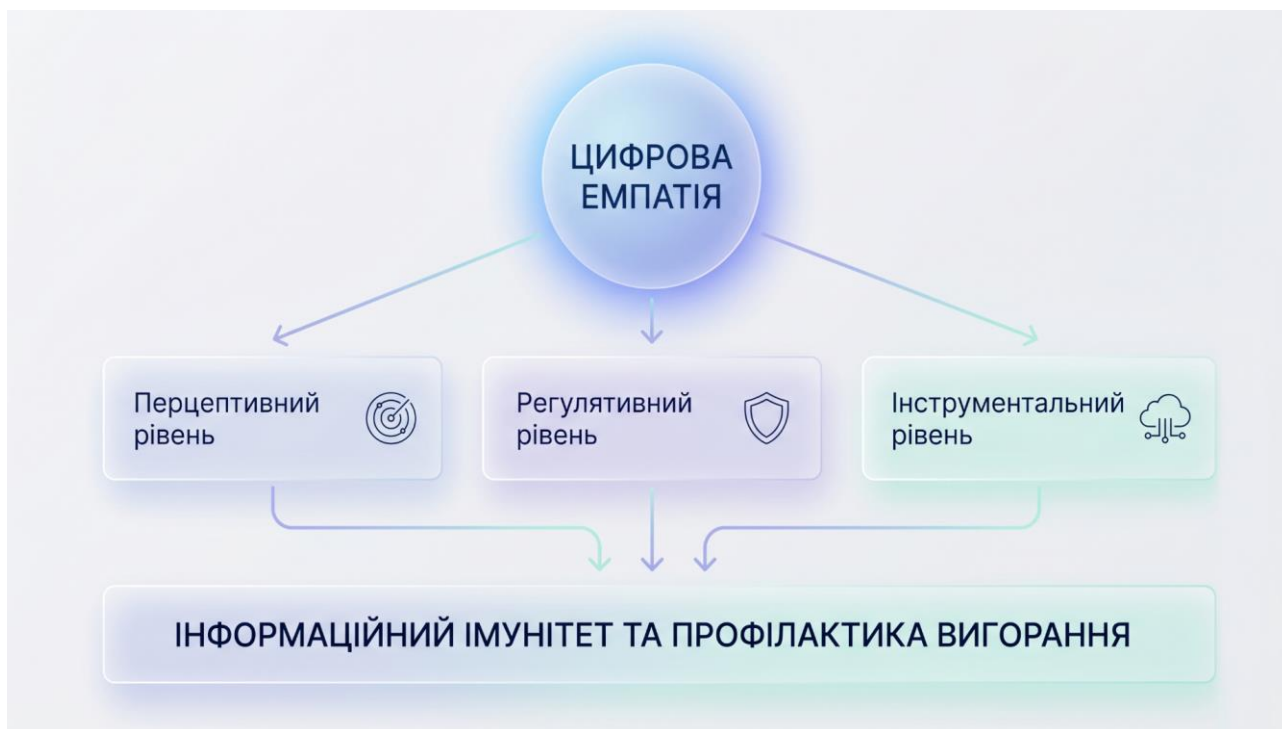 ЦИФРОВА
ЕМПАТІЯ
Перцептивний
рівень
Регулятивний
рівень
Інструментальний
рівень
ІНФОРМАЦІЙНИЙ ІМУНІТЕТ ТА ПРОФІЛАКТИКА ВИГОРАННЯ